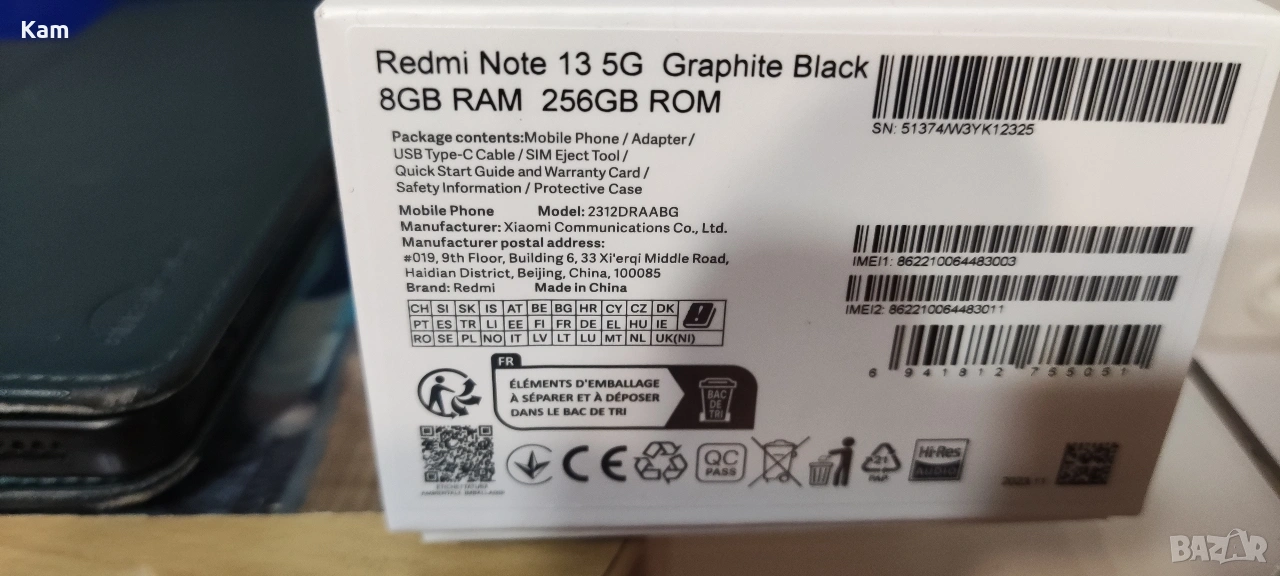 Kam
Redmi Note 13 5G Graphite Black
8GB RAM 256GB ROM
SN: 51374/W3YK12325
Package contents:Mobile Phone / Adapter /
USB Type-C Cable / SIM Eject Tool /
Quick Start Guide and Warranty Card /
Safety Information / Protective Case
Mobile Phone Model: 2312DRAABG
Manufacturer: Xiaomi Communications Co., Ltd.
Manufacturer postal address:
#019, 9th Floor, Building 6, 33 Xi'erqi Middle Road,
Haidian District, Beijing, China, 100085
Brand: Redmi Made in China
IMEI1: 862210064483003
IMEI2: 862210064483011
6 941812 755051
CH SI SK IS AT BE BG HR CY CZ DK
PT ES TR LI EE FI FR DE EL HU IE
RO SE PL NO IT LV LT LU MT NL UK(NI)
FR
ÉLÉMENTS D'EMBALLAGE
À SÉPARER ET À DÉPOSER
DANS LE BAC DE TRI
BAC
DE
TRI
CE
QC
PASS
21
PAP
Hi-Res
AUDIO
2023.11
BAZAR